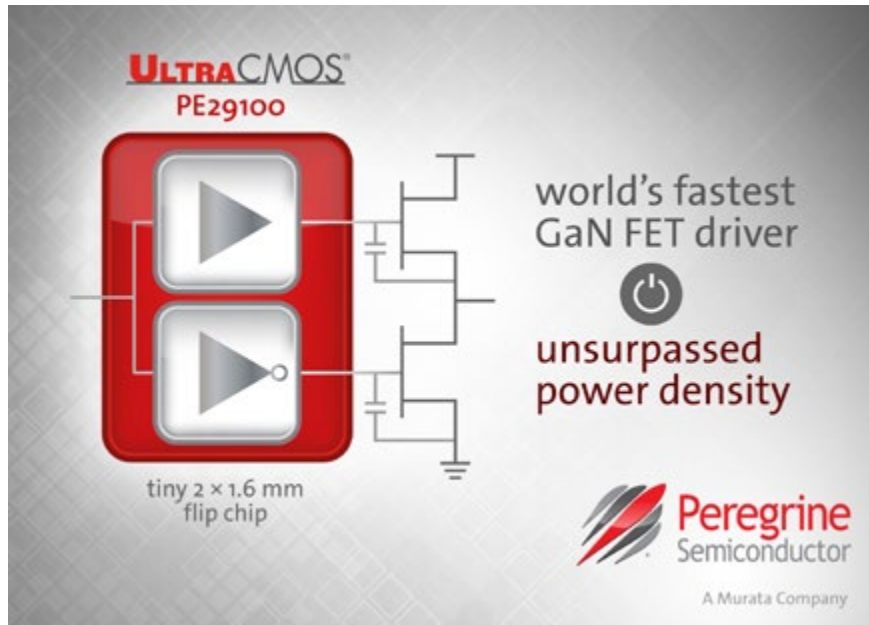 ULTRACMOS®
PE29100
tiny 2 × 1.6 mm
flip chip
world's fastest
GaN FET driver
unsurpassed
power density
Peregrine
Semiconductor
A Murata Company